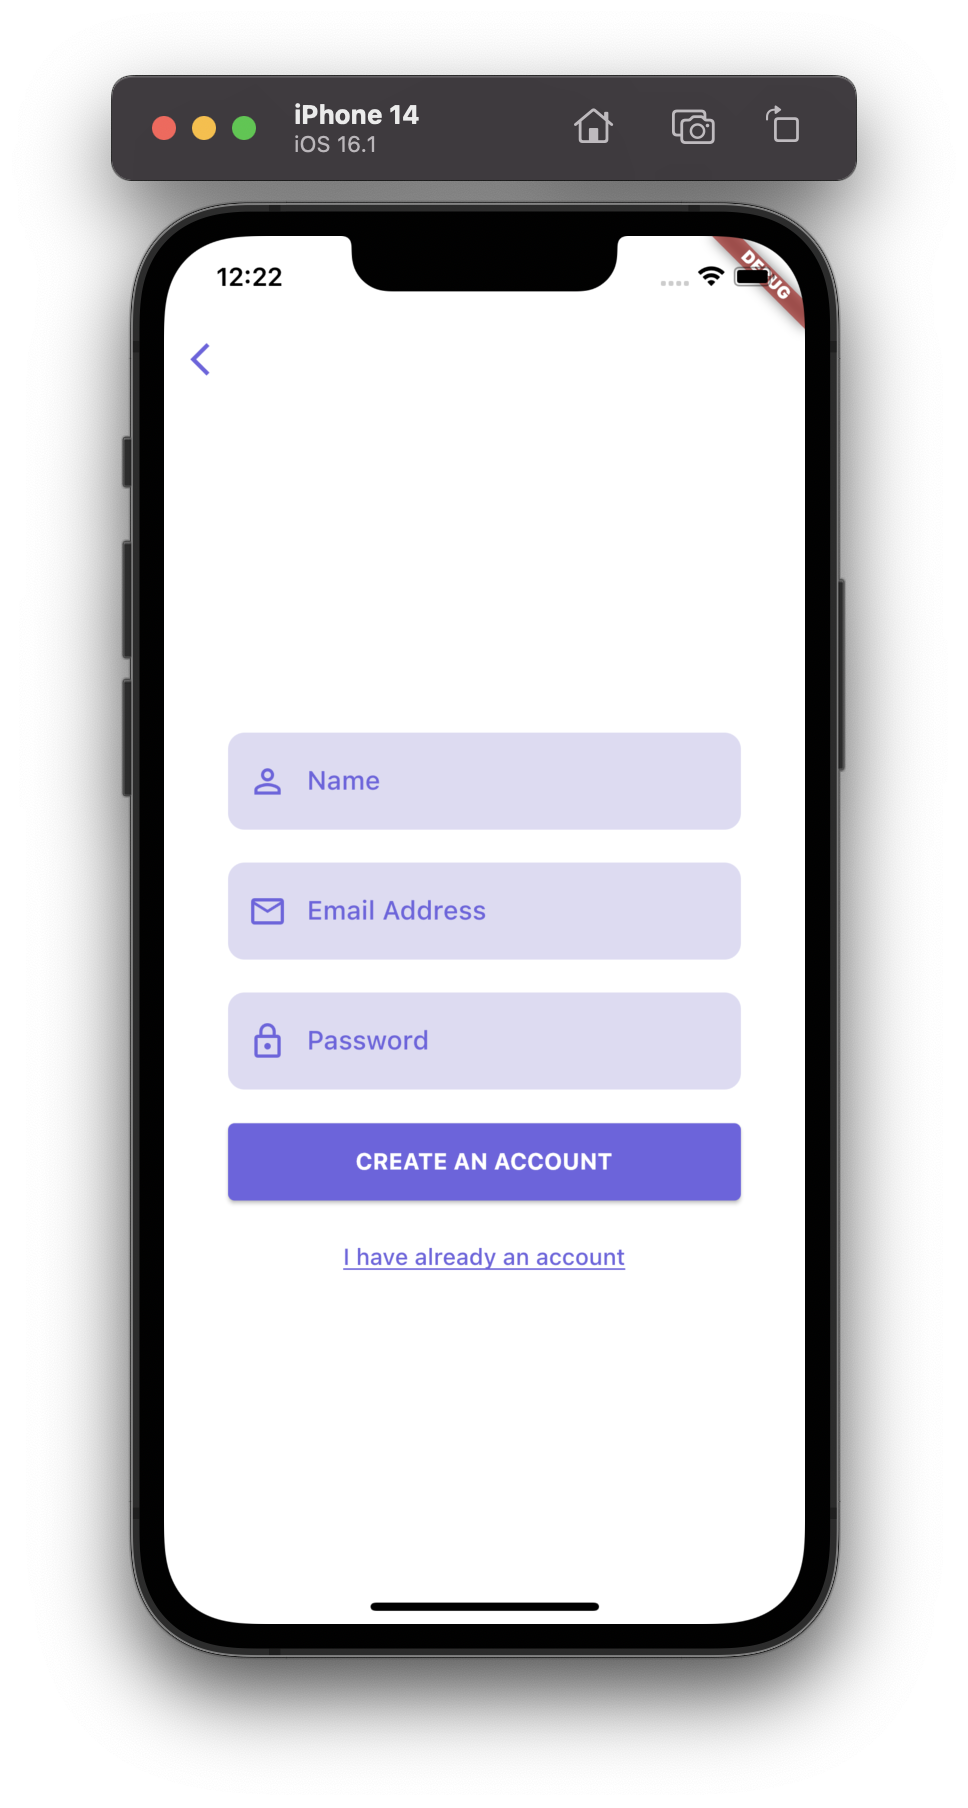 iPhone 14
iOS 16.1
12:22
DEBUG
Name
Email Address
Password
CREATE AN ACCOUNT
I have already an account